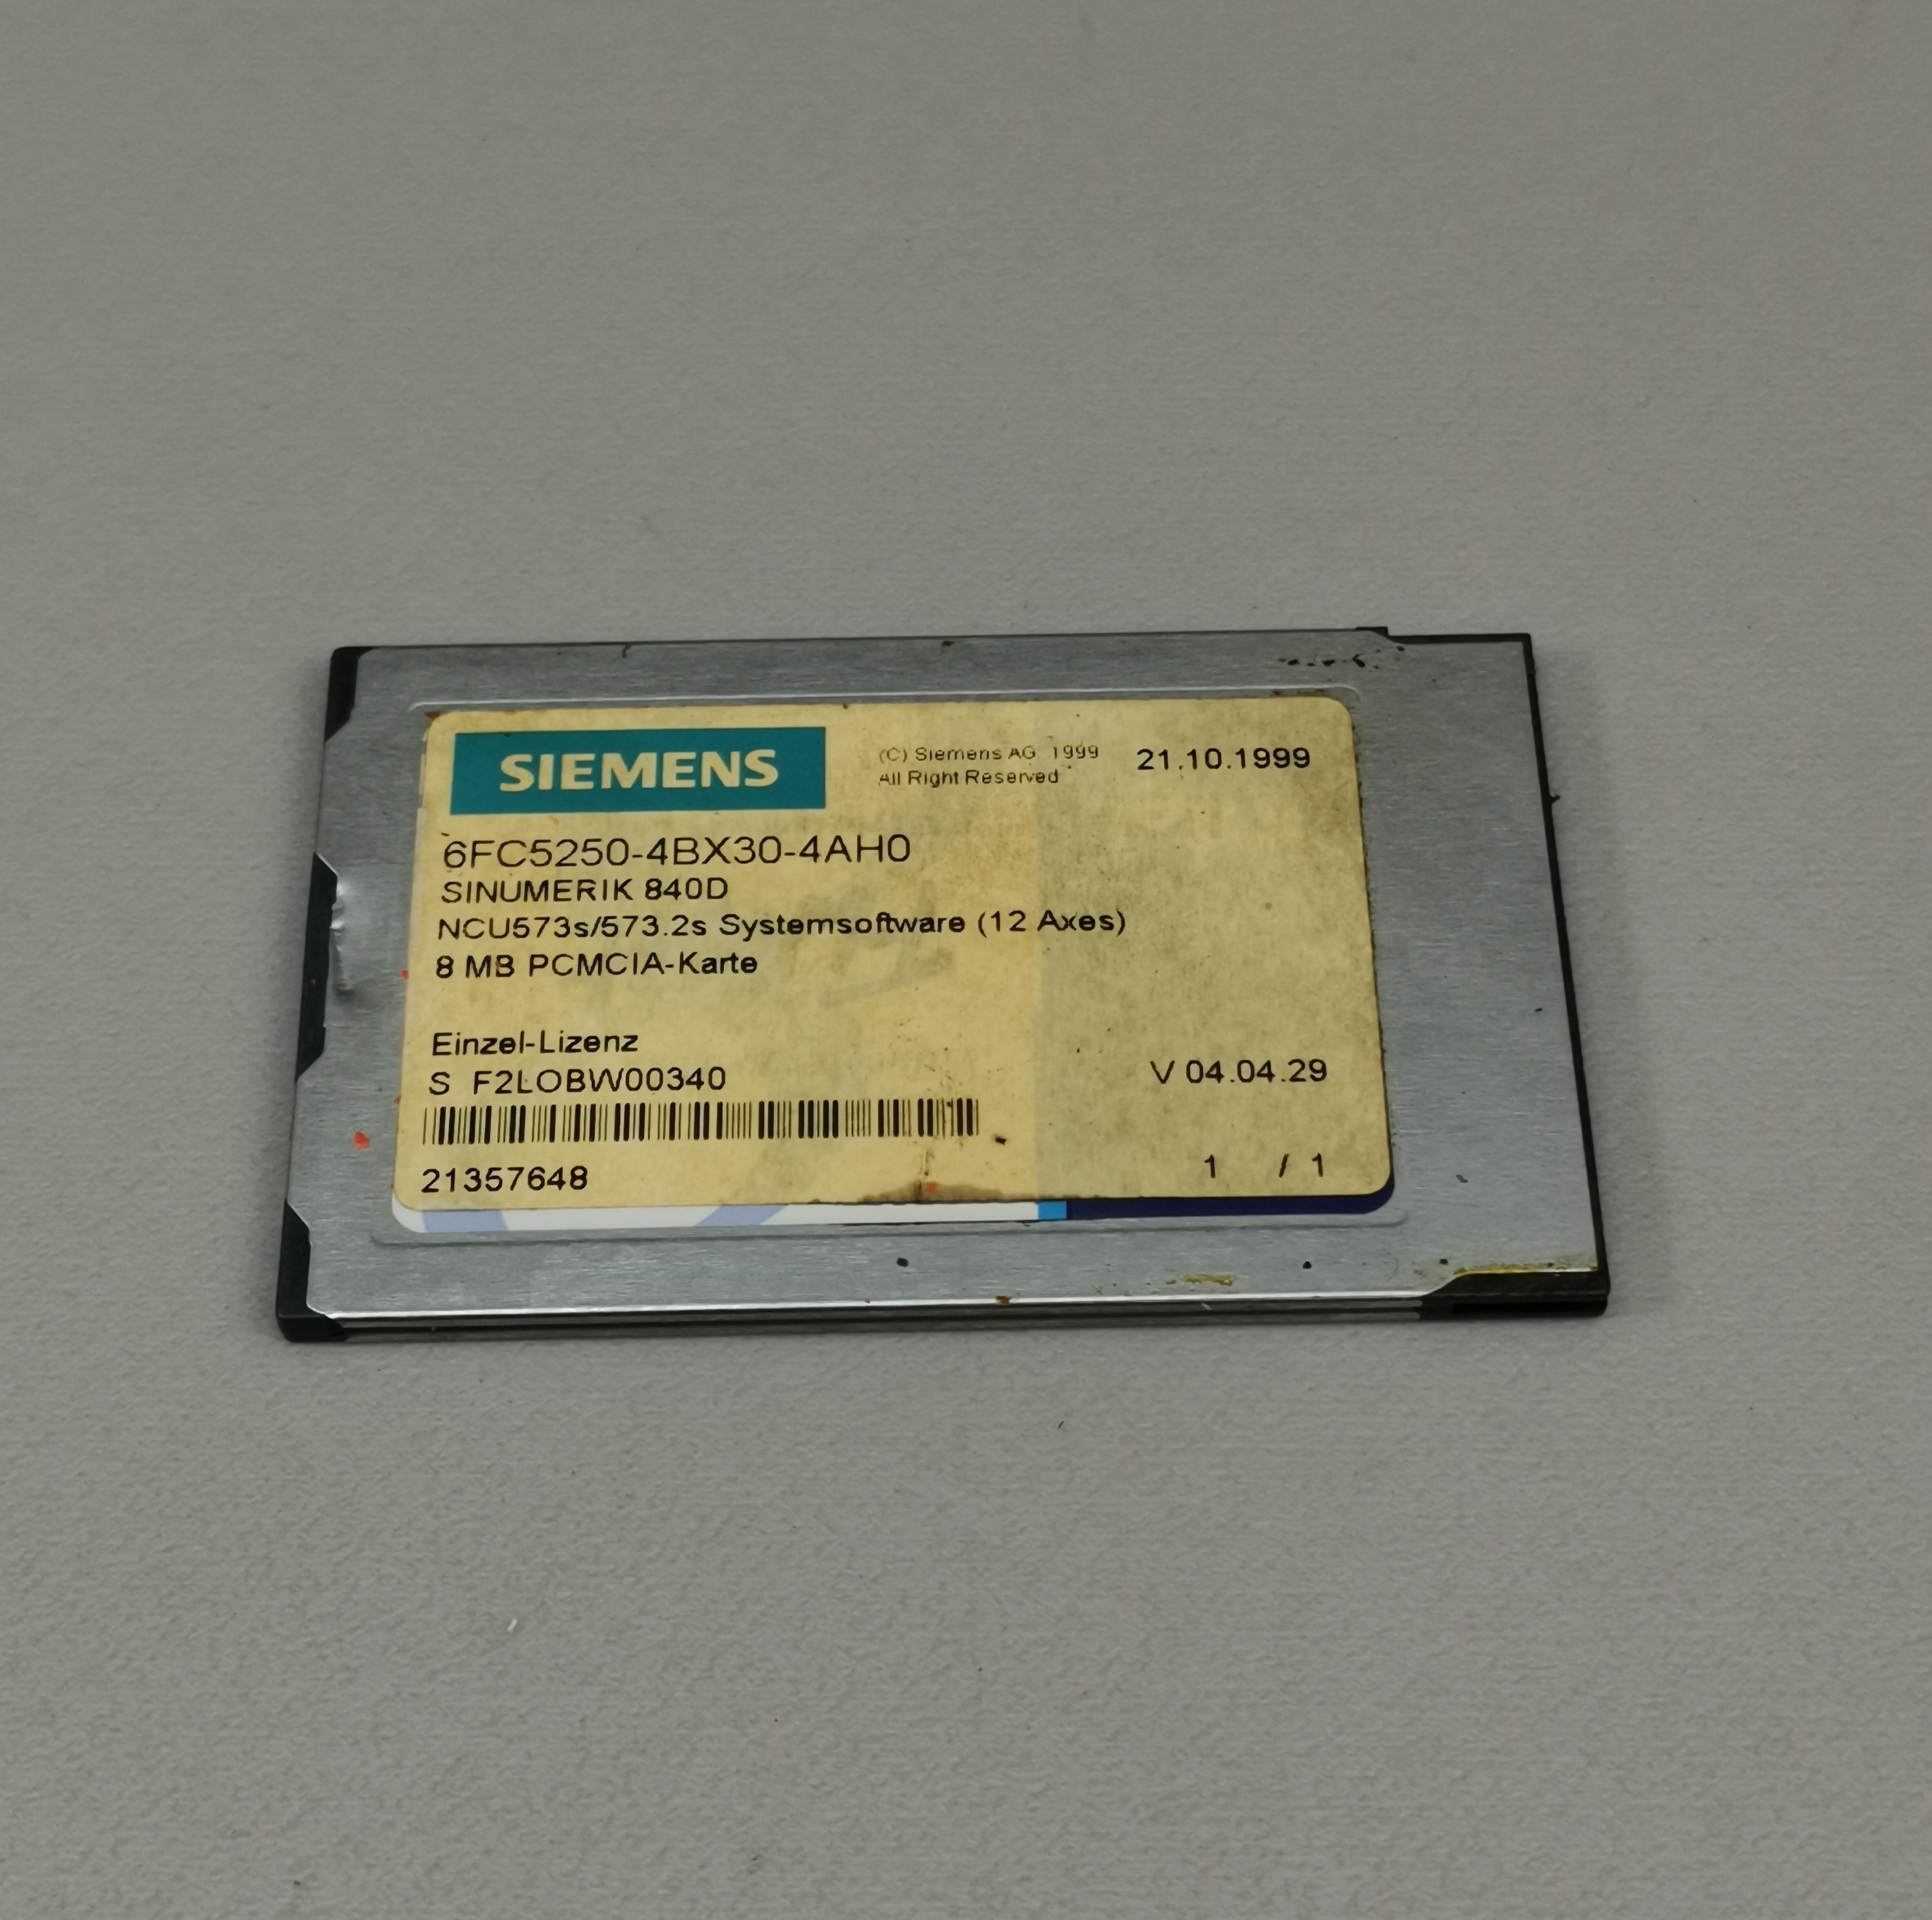 SIEMENS
(C) Siemens AG 1999
All Right Reserved
21.10.1999
6FC5250-4BX30-4AH0
SINUMERIK 840D
NCU573s/573.2s Systemsoftware (12 Axes)
8 MB PCMCIA-Karte
Einzel-Lizenz
S F2LOBW00340
V 04.04.29
21357648
1 / 1